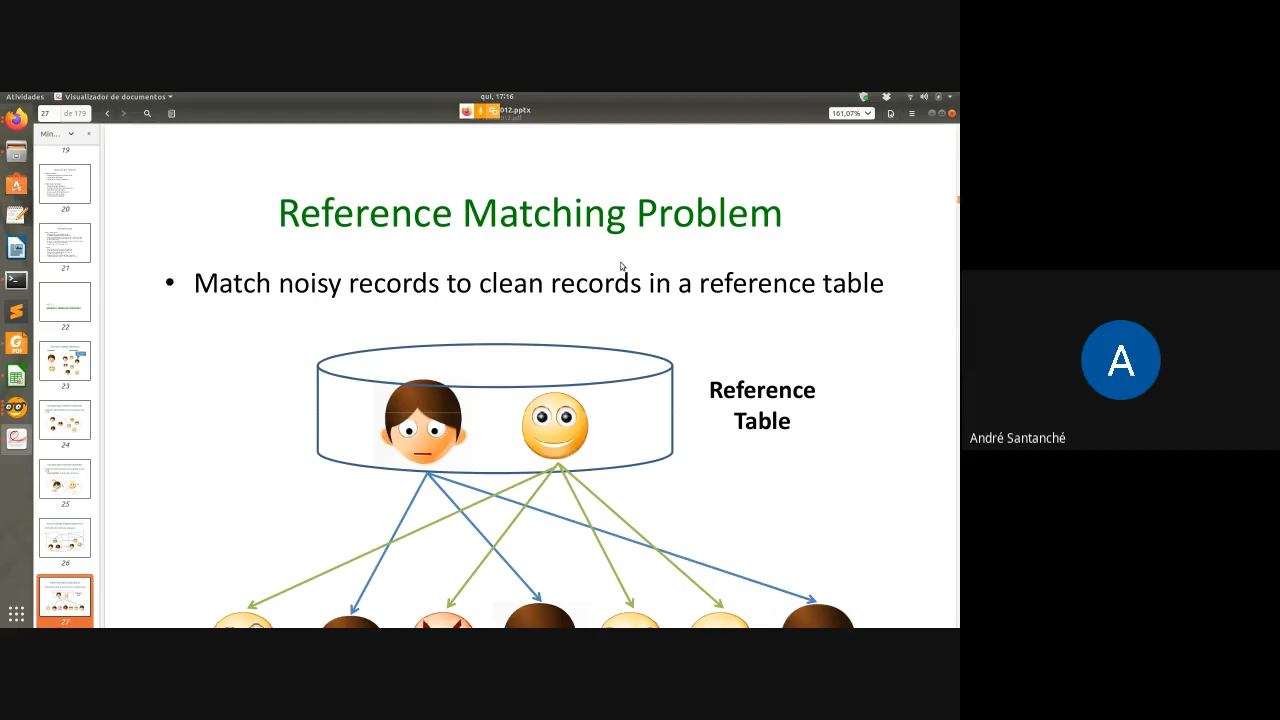 Atividades
Visualizador de documentos
qui, 17:16
27
de 179
012.pptx
161,07%
Min...
19
20
21
22
23
24
25
26
27
Reference Matching Problem
• Match noisy records to clean records in a reference table
Reference
Table
A
André Santanché